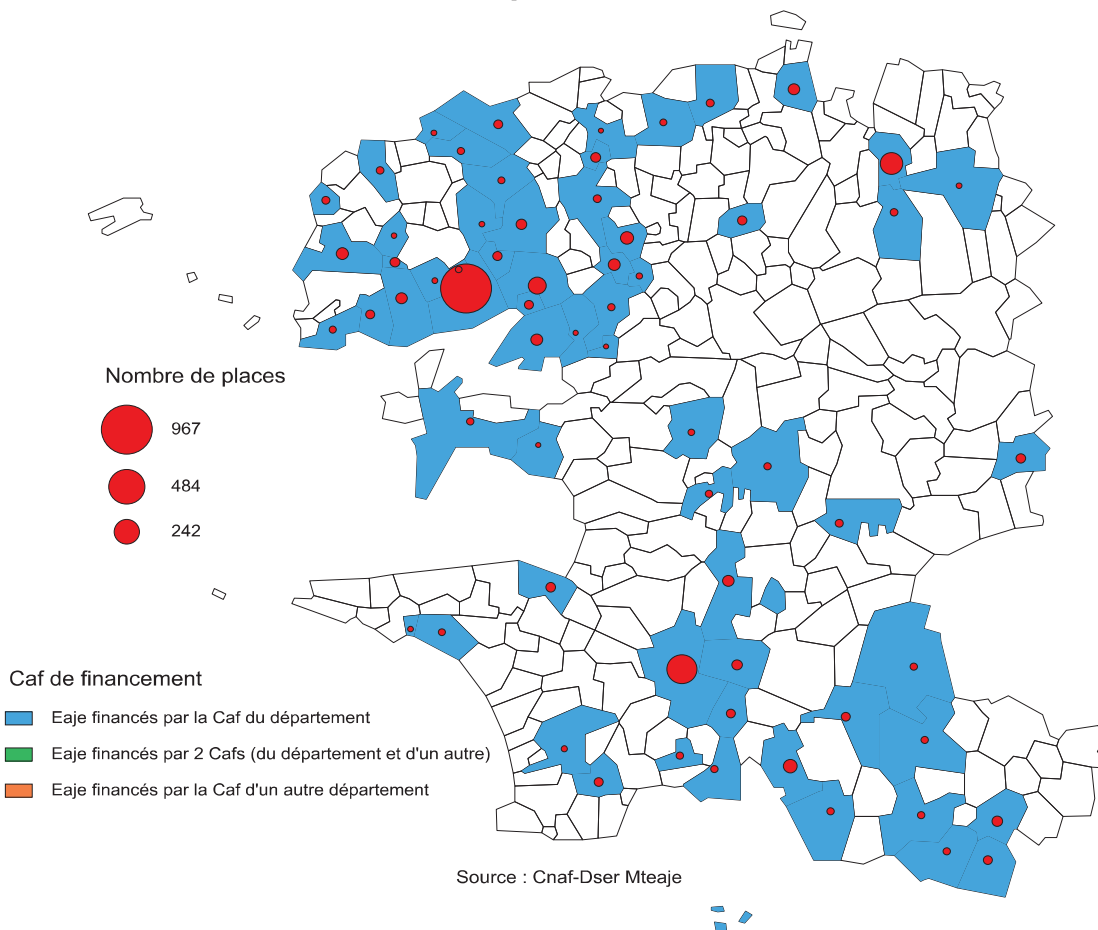 Nombre de places
967
484
242
Caf de financement
Eaje financés par la Caf du département
Eaje financés par 2 Cafs (du département et d'un autre)
Eaje financés par la Caf d'un autre département
Source : Cnaf-Dser Mteaje